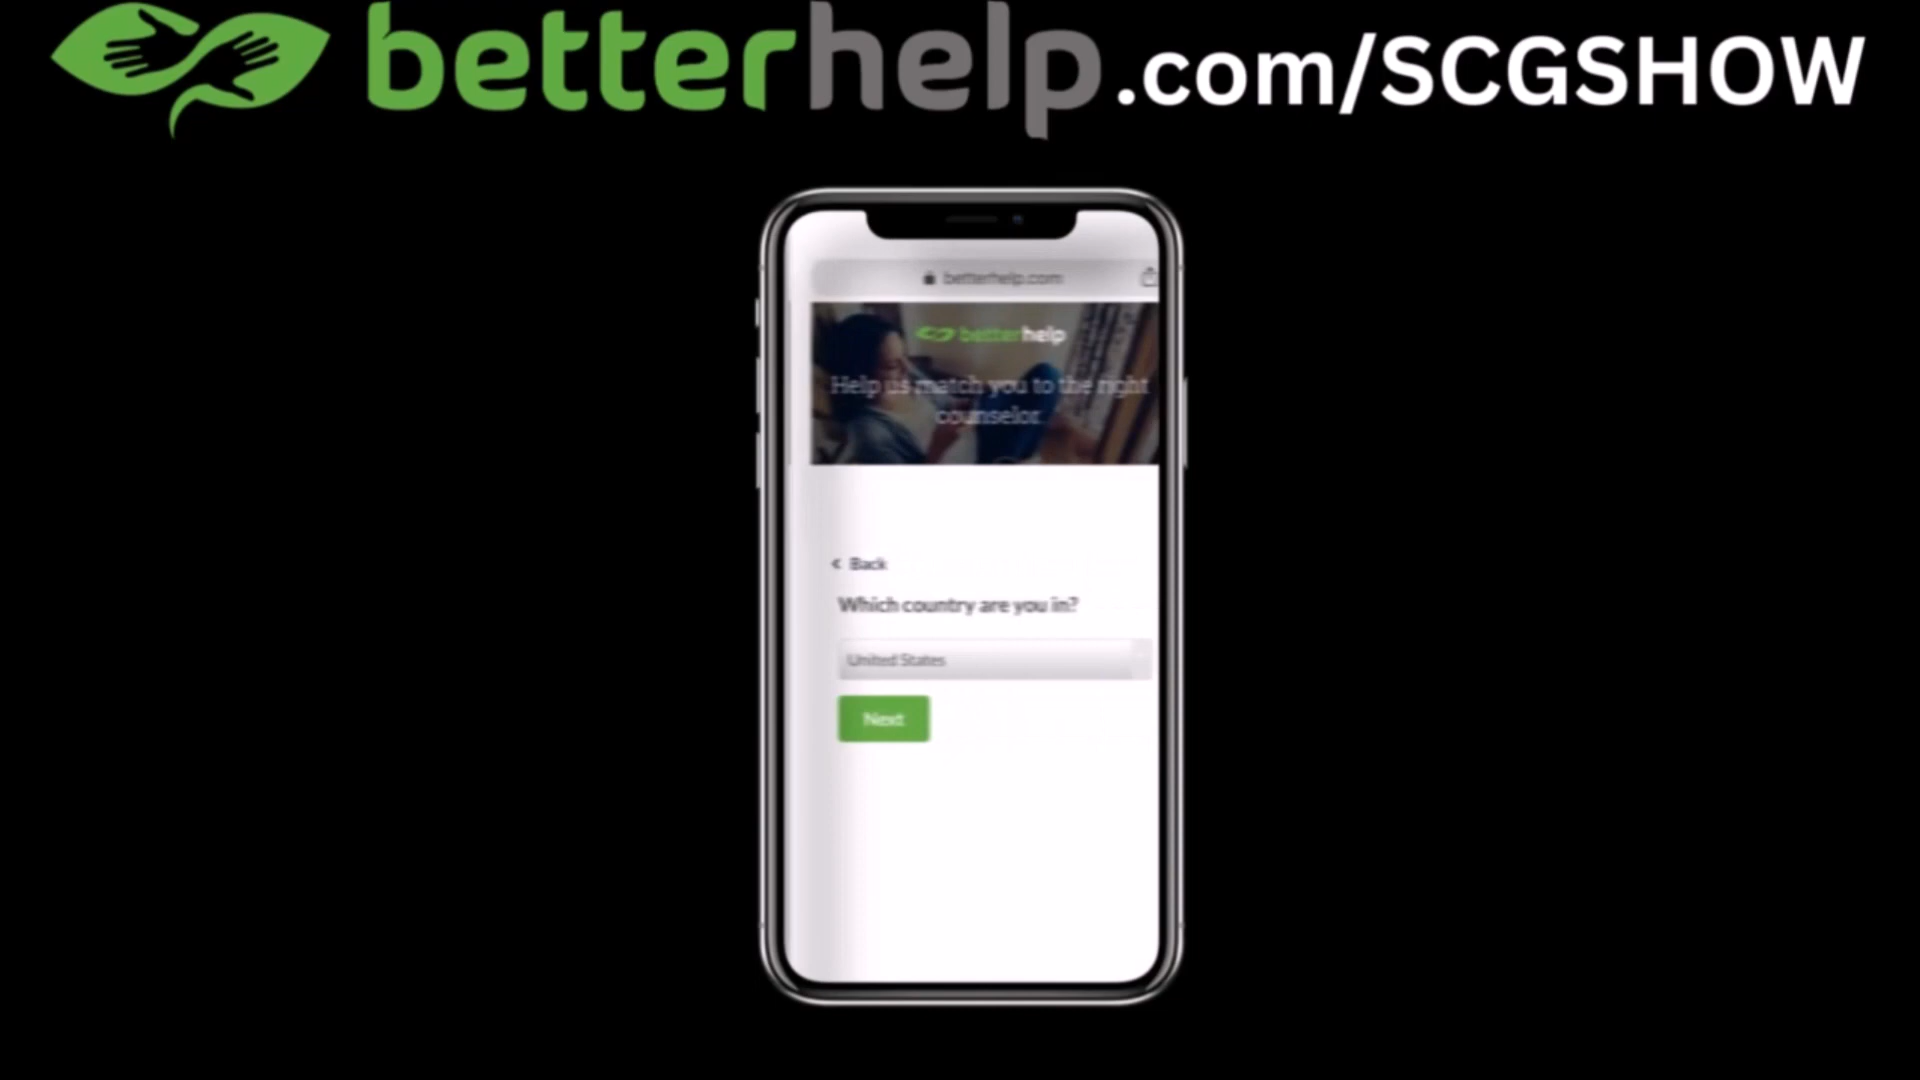 betterhelp.com/SCGSHOW
betterhelp.com
betterhelp
Help us match you to the right
counselor.
< Back
Which country are you in?
United States
Next